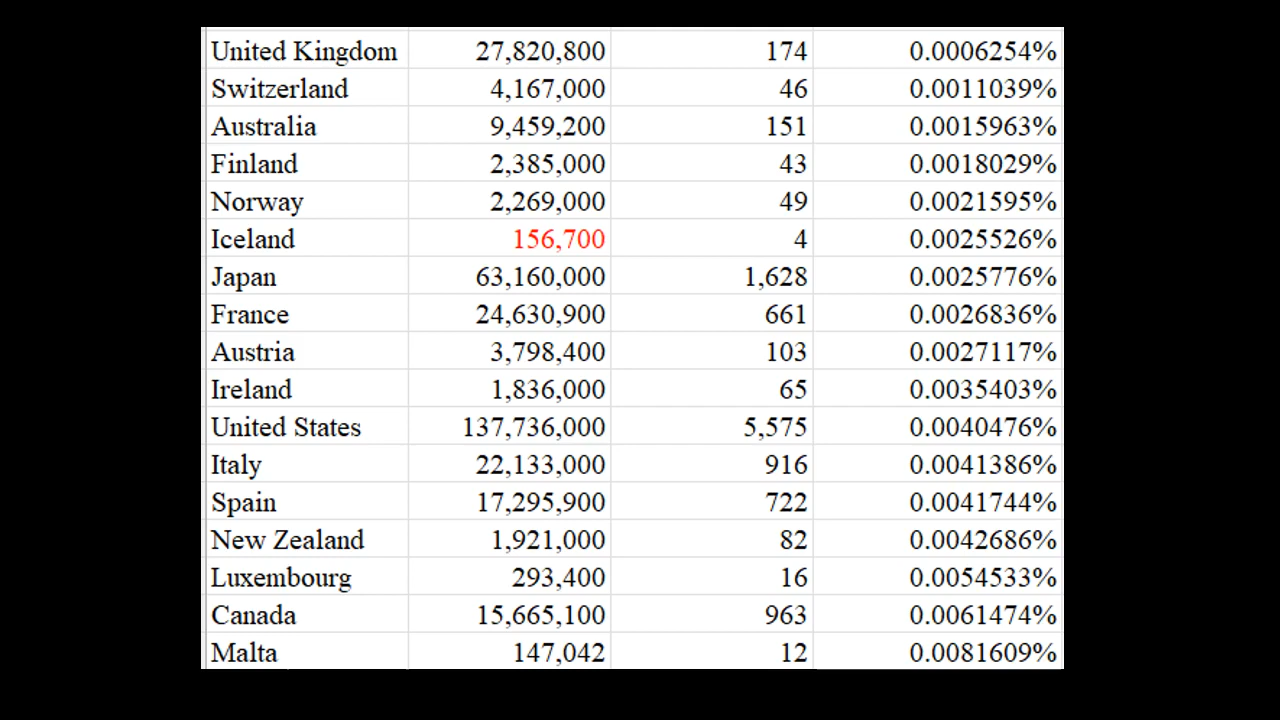 United Kingdom 27,820,800 174 0.0006254%
Switzerland 4,167,000 46 0.0011039%
Australia 9,459,200 151 0.0015963%
Finland 2,385,000 43 0.0018029%
Norway 2,269,000 49 0.0021595%
Iceland 156,700 4 0.0025526%
Japan 63,160,000 1,628 0.0025776%
France 24,630,900 661 0.0026836%
Austria 3,798,400 103 0.0027117%
Ireland 1,836,000 65 0.0035403%
United States 137,736,000 5,575 0.0040476%
Italy 22,133,000 916 0.0041386%
Spain 17,295,900 722 0.0041744%
New Zealand 1,921,000 82 0.0042686%
Luxembourg 293,400 16 0.0054533%
Canada 15,665,100 963 0.0061474%
Malta 147,042 12 0.0081609%